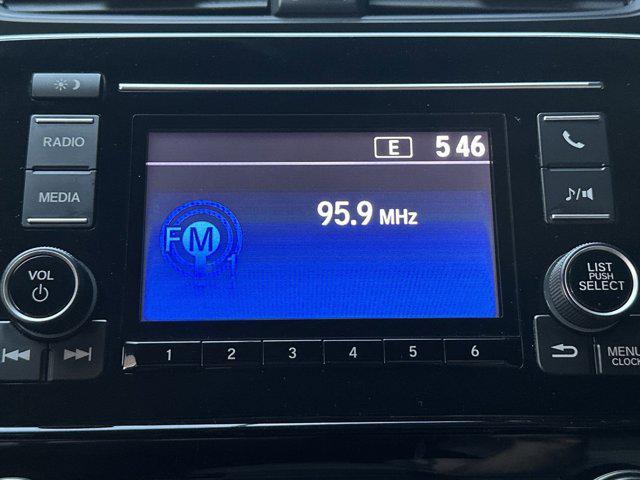 E 5 46
RADIO
MEDIA
95.9 MHz
FM
1
VOL
LIST
PUSH
SELECT
1 2 3 4 5 6
MENU
CLOCK